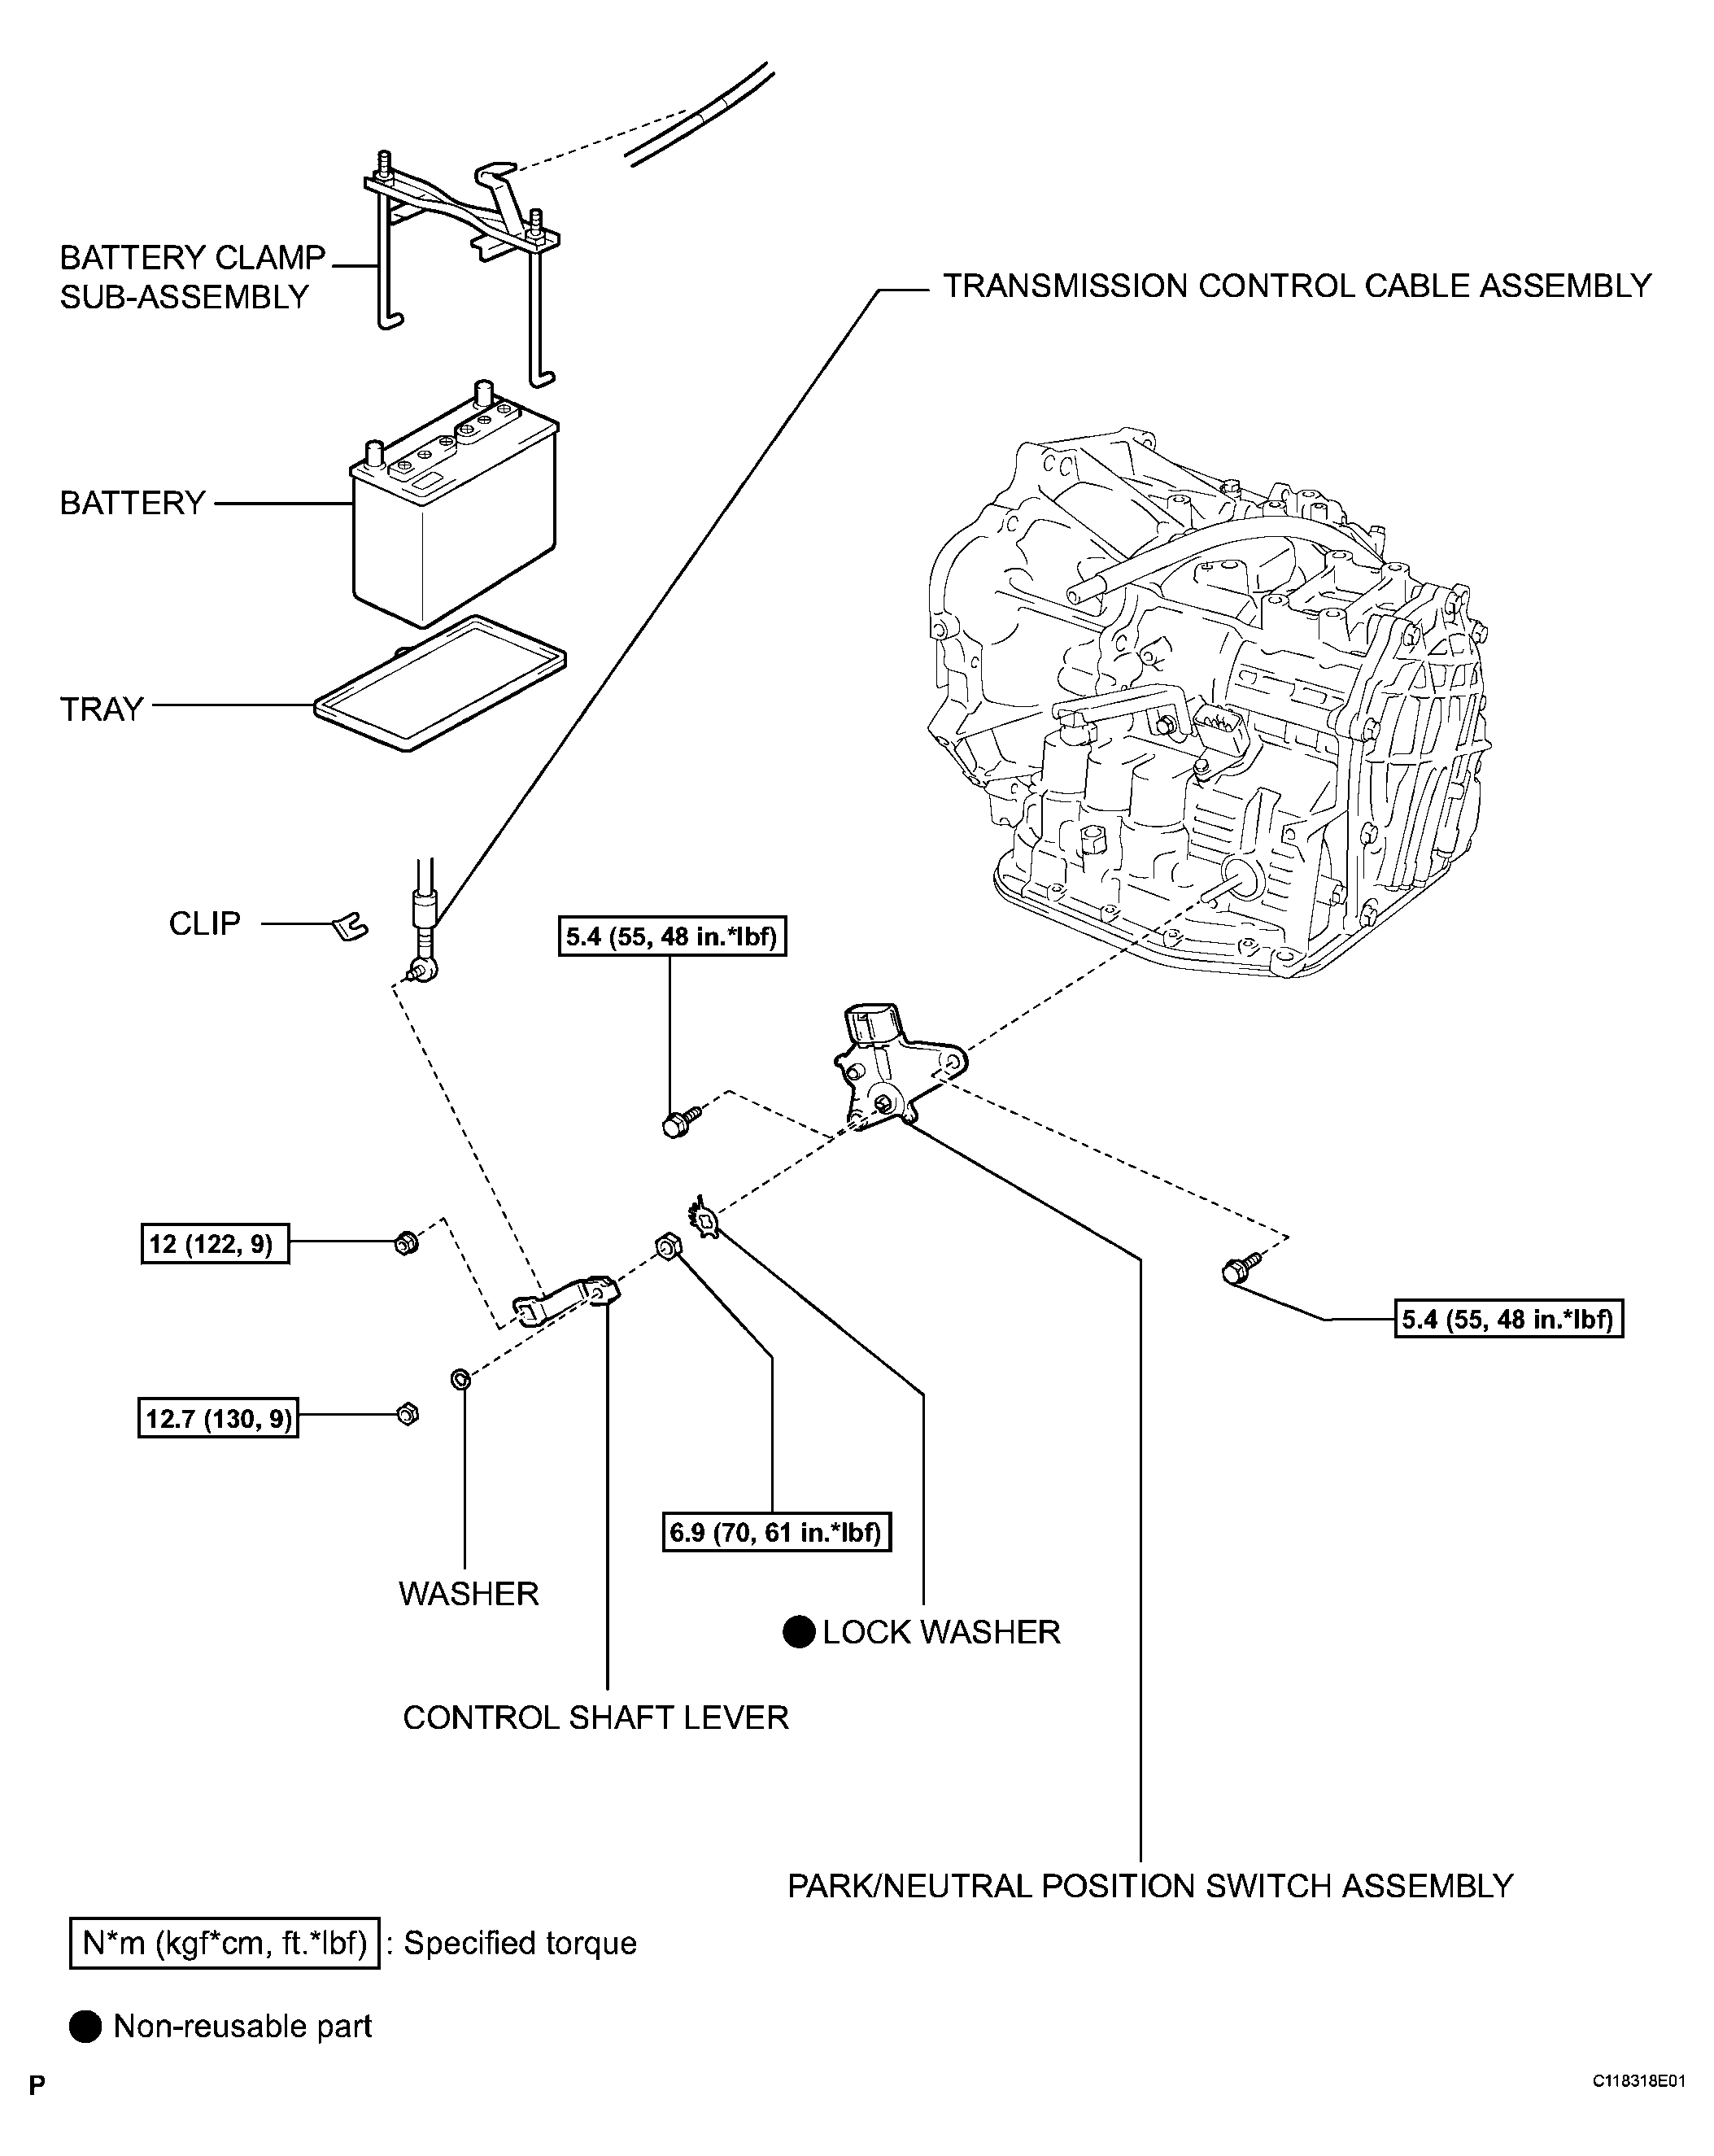 BATTERY CLAMP
SUB-ASSEMBLY
TRANSMISSION CONTROL CABLE ASSEMBLY
BATTERY
TRAY
CLIP
5.4 (55, 48 in.*lbf)
12 (122, 9)
5.4 (55, 48 in.*lbf)
12.7 (130, 9)
6.9 (70, 61 in.*lbf)
WASHER
LOCK WASHER
CONTROL SHAFT LEVER
PARK/NEUTRAL POSITION SWITCH ASSEMBLY
N*m (kgf*cm, ft.*lbf) : Specified torque
Non-reusable part
P
C118318E01